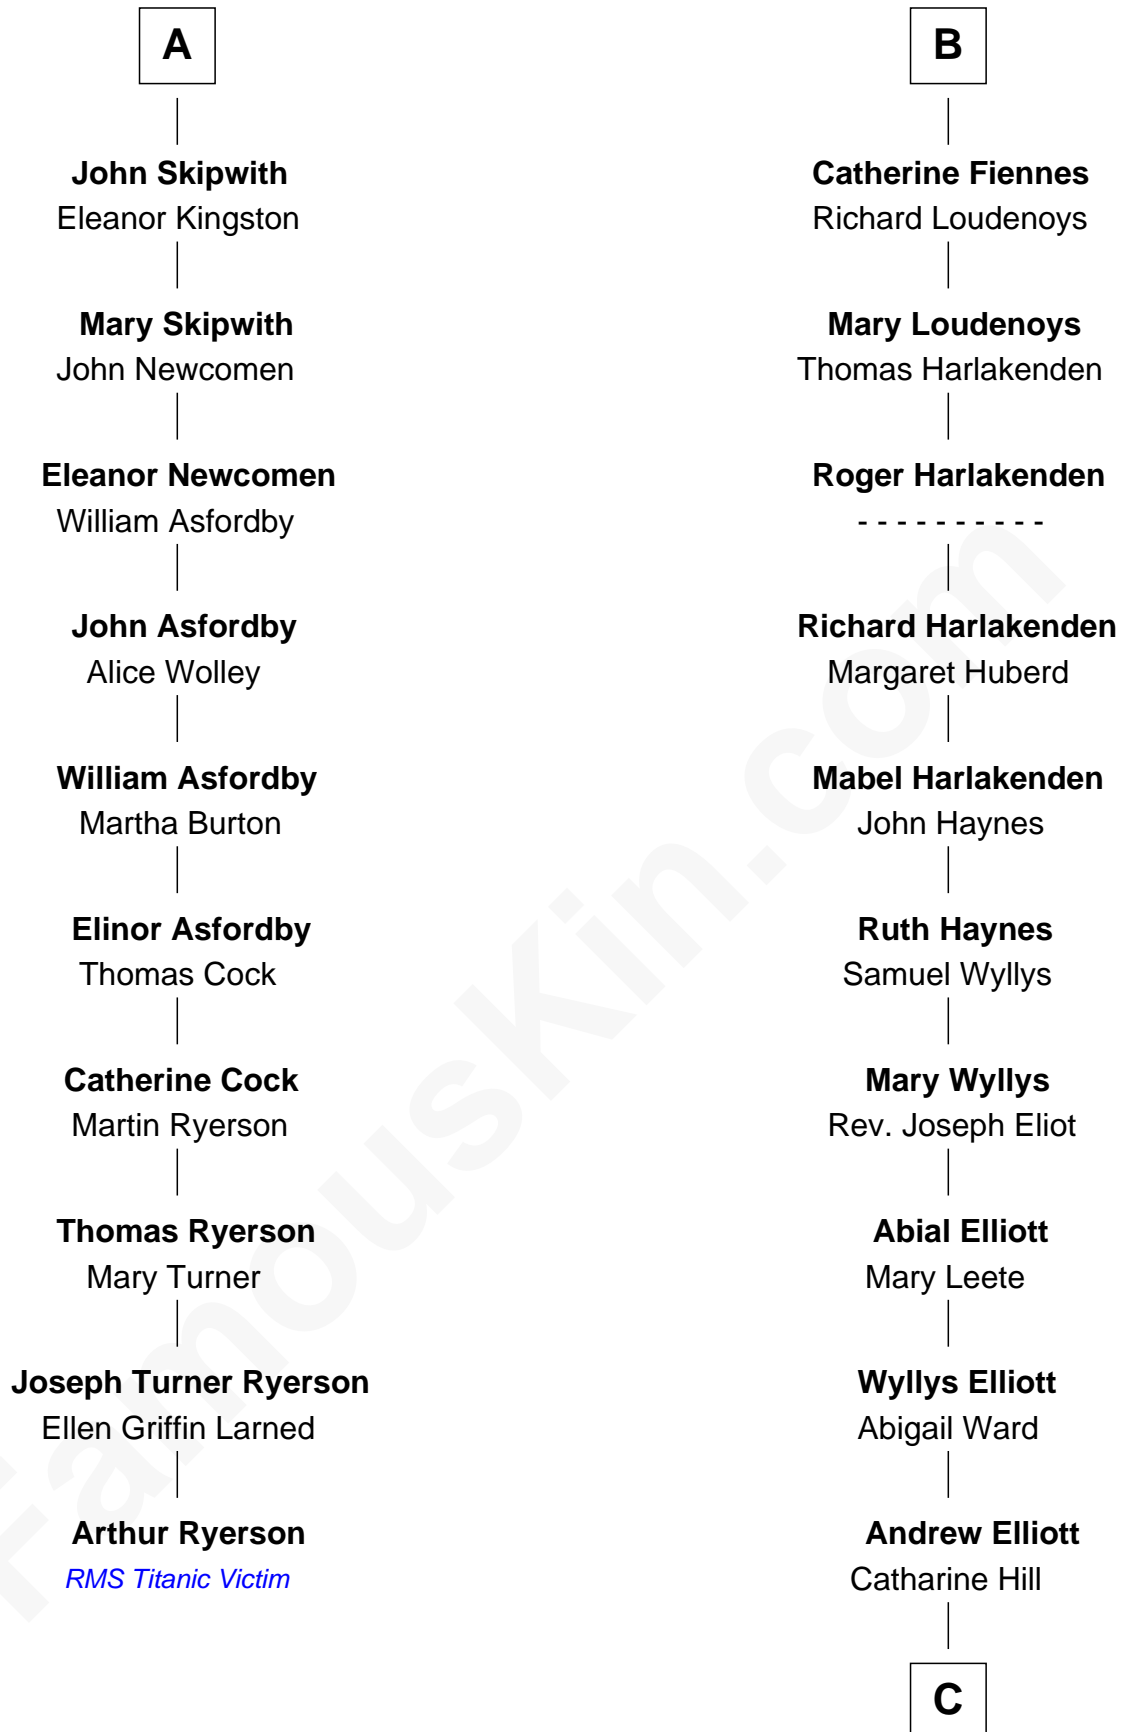 A
John Skipwith
Eleanor Kingston
Mary Skipwith
John Newcomen
Eleanor Newcomen
William Asfordby
John Asfordby
Alice Wolley
William Asfordby
Martha Burton
Elinor Asfordby
Thomas Cock
Catherine Cock
Martin Ryerson
Thomas Ryerson
Mary Turner
Joseph Turner Ryerson
Ellen Griffin Larned
Arthur Ryerson
RMS Titanic Victim
B
Catherine Fiennes
Richard Loudenoys
Mary Loudenoys
Thomas Harlakenden
Roger Harlakenden
- - - - - - - - - -
Richard Harlakenden
Margaret Huberd
Mabel Harlakenden
John Haynes
Ruth Haynes
Samuel Wyllys
Mary Wyllys
Rev. Joseph Eliot
Abial Elliott
Mary Leete
Wyllys Elliott
Abigail Ward
Andrew Elliott
Catharine Hill
C
FamousKin.com